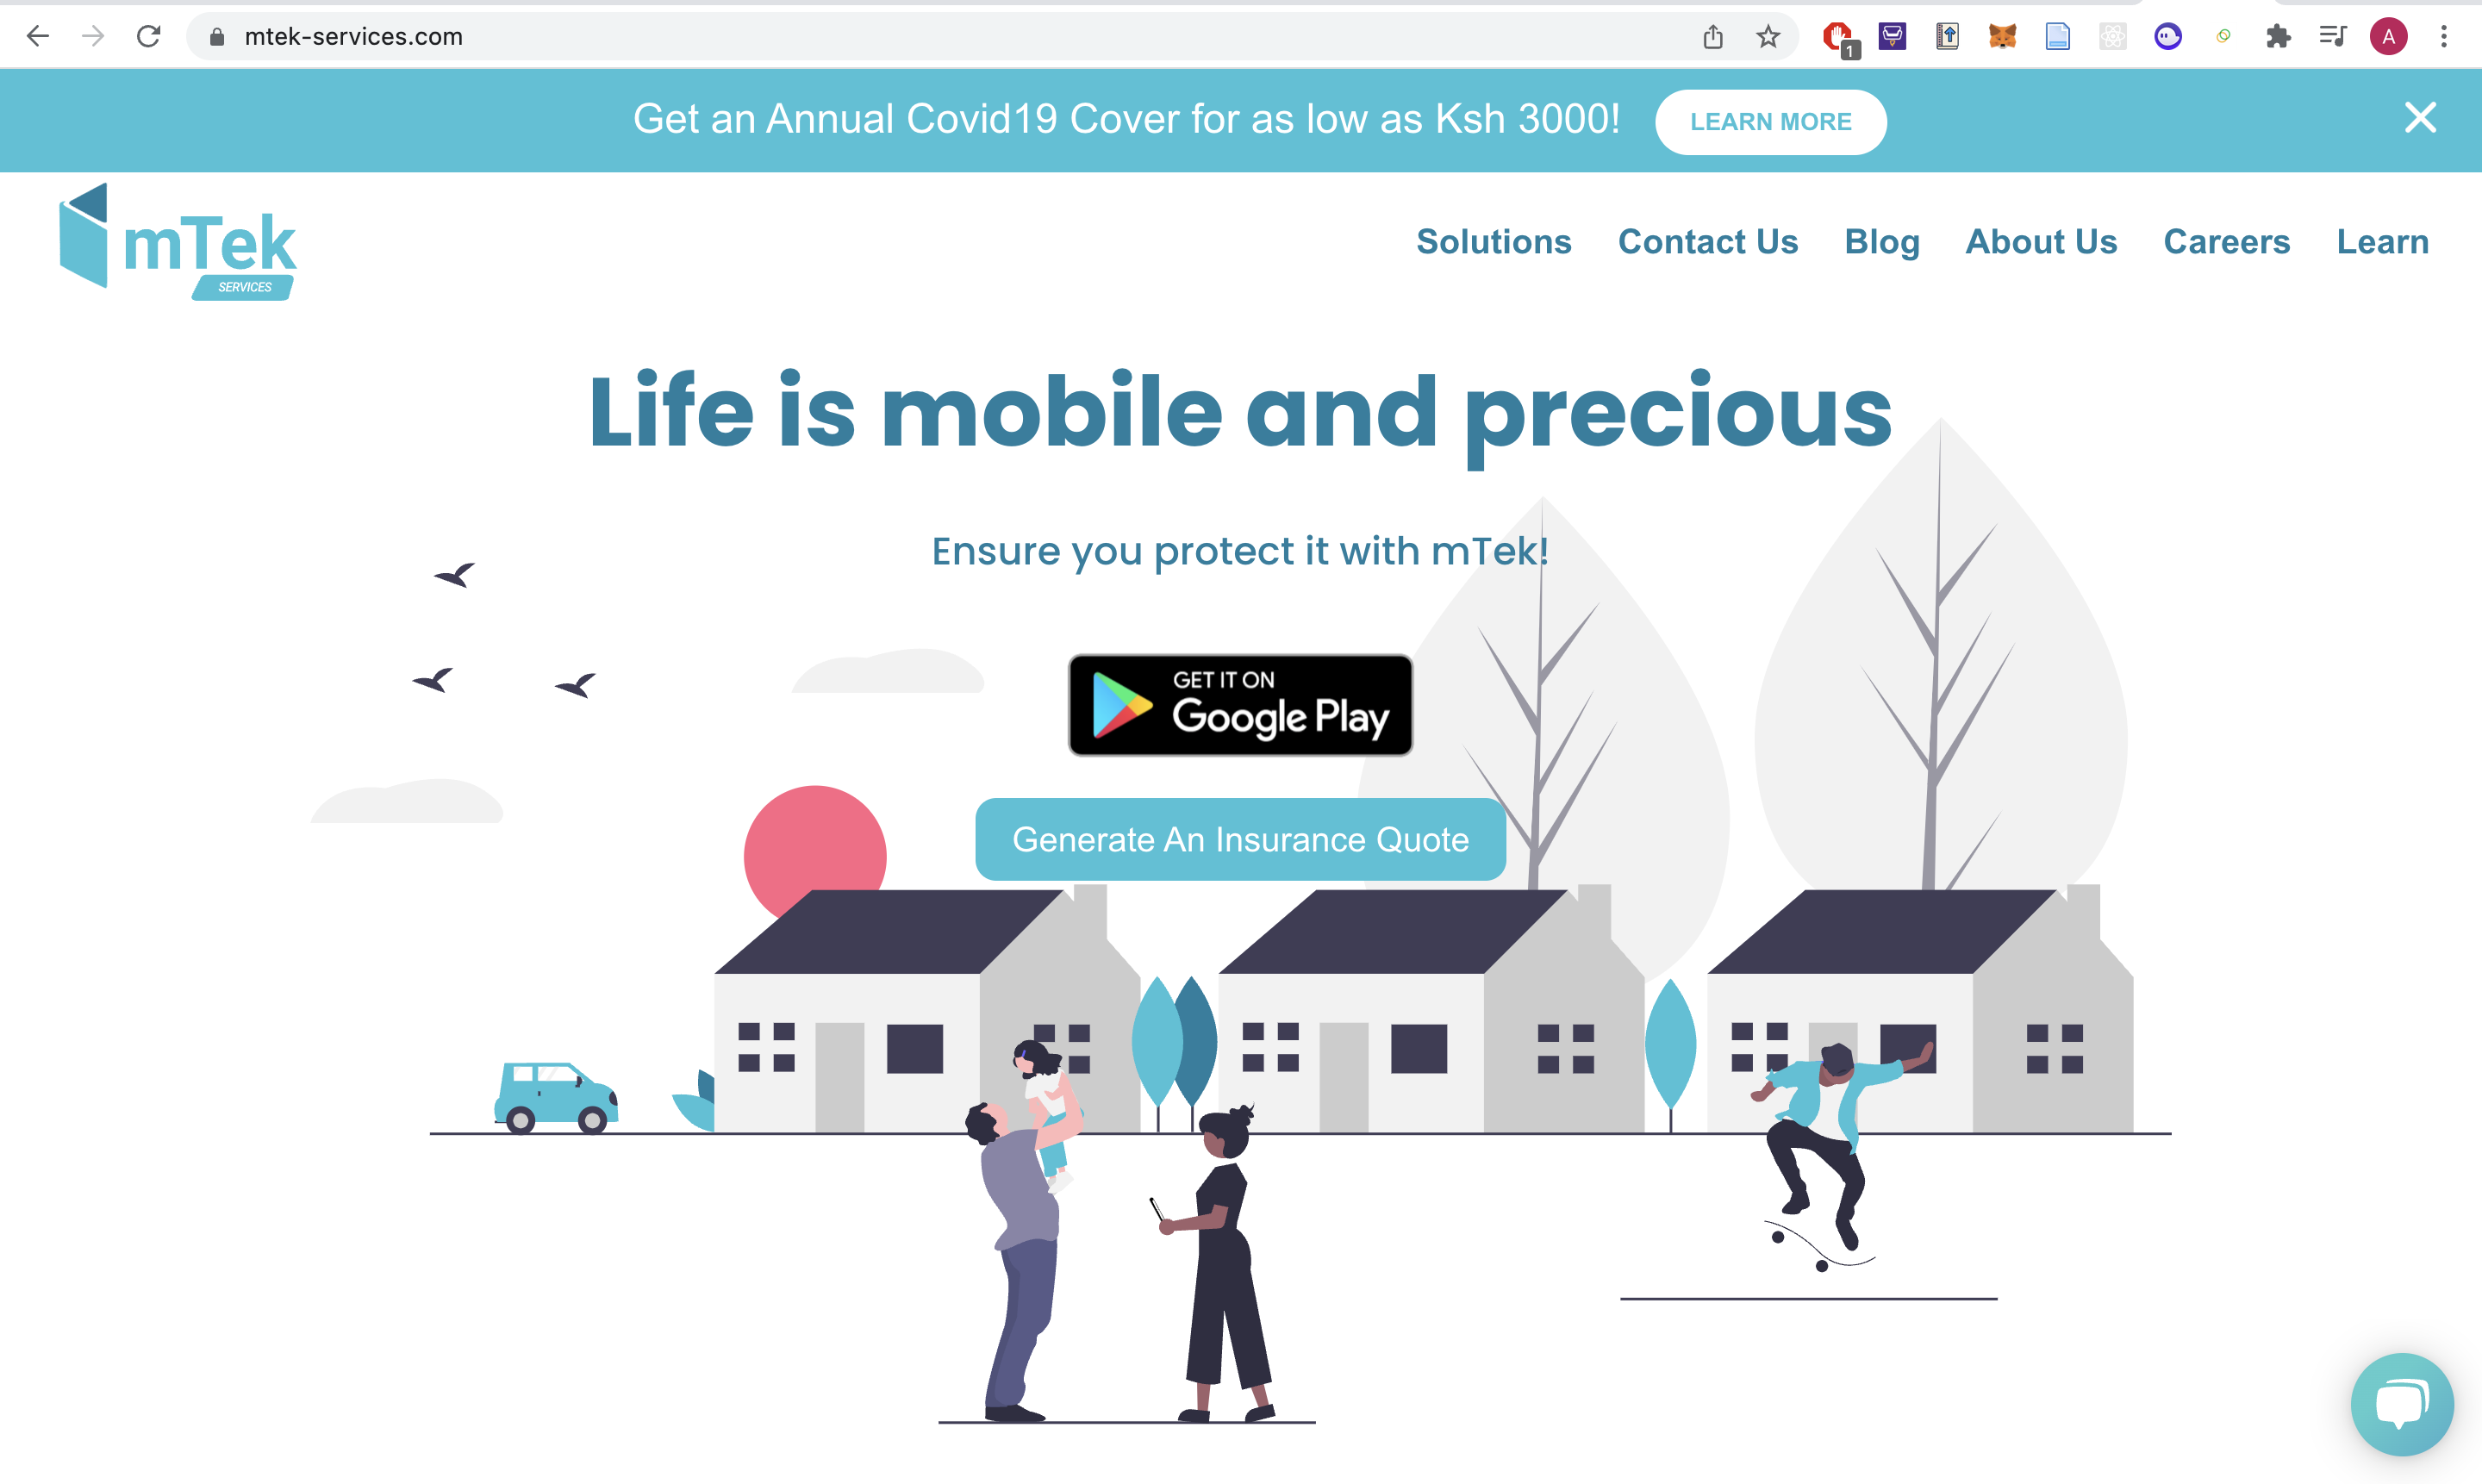 mtek-services.com
1
A
Get an Annual Covid19 Cover for as low as Ksh 3000!
LEARN MORE
mTek
SERVICES
Solutions
Contact Us
Blog
About Us
Careers
Learn
Life is mobile and precious
Ensure you protect it with mTek!
GET IT ON
Google Play
Generate An Insurance Quote